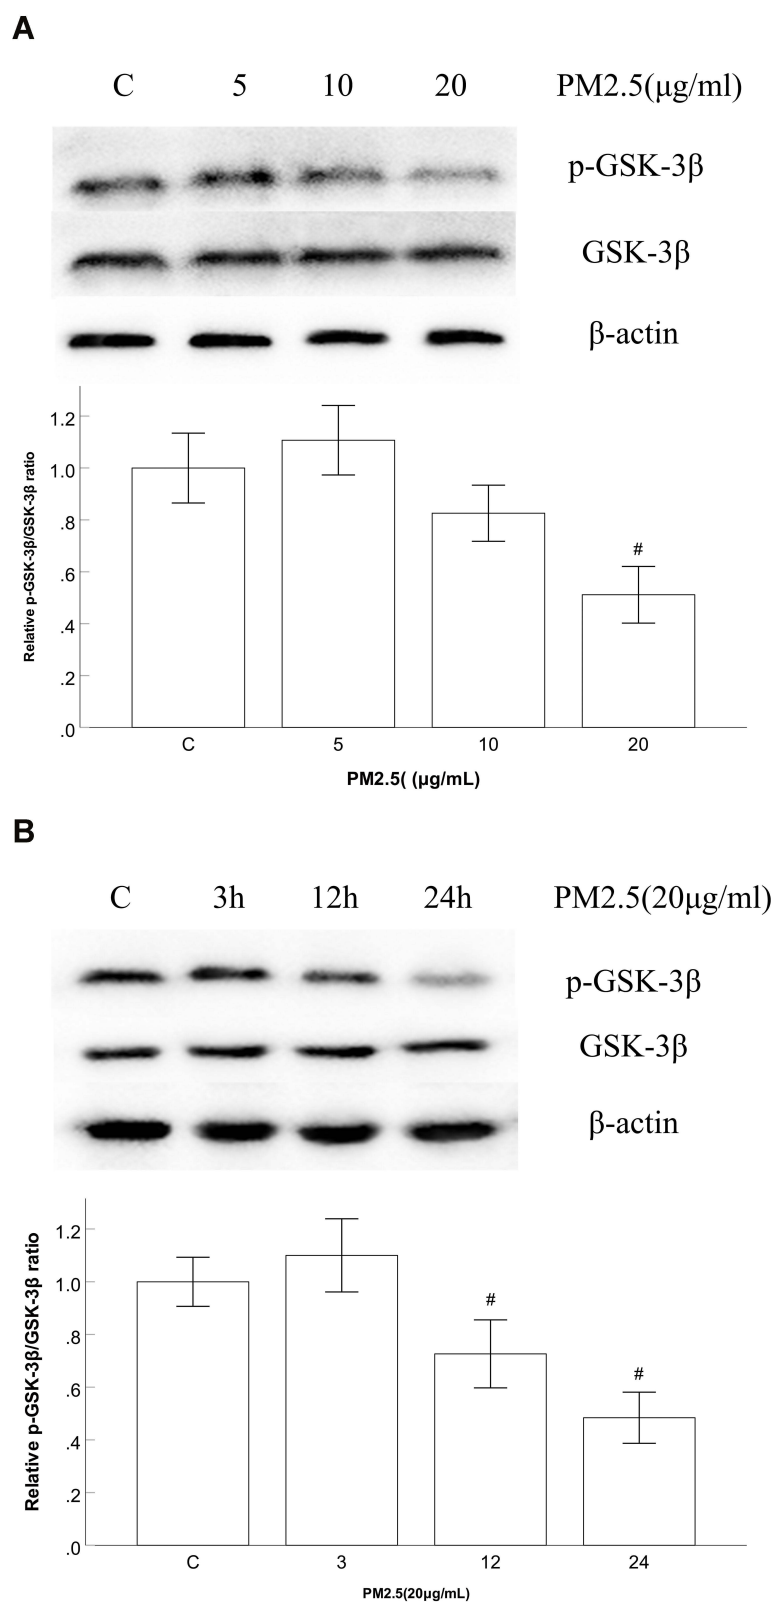 A
C 5 10 20 PM2.5(μg/ml)
p-GSK-3β
GSK-3β
β-actin
Relative p-GSK-3β/GSK-3β ratio
1.2
1.0
.8
.6
.4
.2
.0
#
C 5 10 20
PM2.5( (μg/mL)
B
C 3h 12h 24h PM2.5(20μg/ml)
p-GSK-3β
GSK-3β
β-actin
Relative p-GSK-3β/GSK-3β ratio
1.2
1.0
.8
.6
.4
.2
.0
#
#
C 3 12 24
PM2.5(20μg/mL)